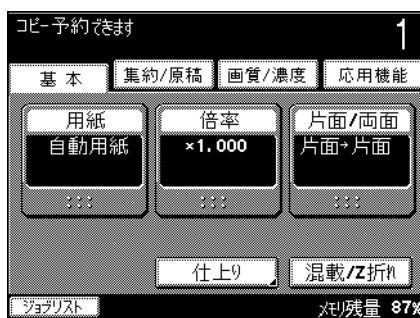 コピー予約できます
1
基本 集約/原稿 画質/濃度 応用機能
用紙 倍率 片面/両面
自動用紙 ×1.000 片面→片面
仕上り 混載/Z折れ
ジョブリスト メモリ残量 87%